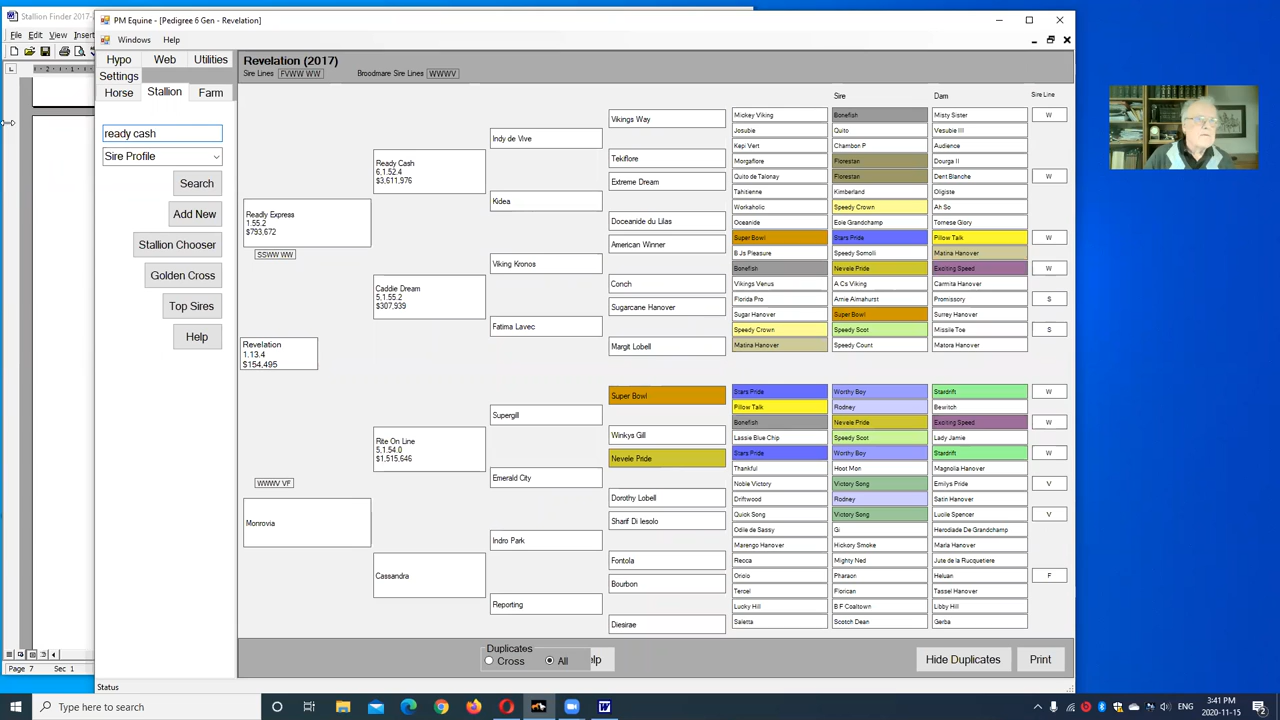 Stallion Finder 2017-
File Edit View Insert
PM Equine - [Pedigree 6 Gen - Revelation]
Windows Help
Hypo Web Utilities
Settings
Horse Stallion Farm
ready cash
Sire Profile
Search
Add New
Stallion Chooser
Golden Cross
Top Sires
Help
Revelation (2017)
Sire Lines FVWW WW Broodmare Sire Lines WWWV
Revelation
1.13.4
$154,495
Readly Express
1.55.2
$793,672
SSWW WW
WWWV VF
Monrovia
Ready Cash
6,1.52.4
$3,611,976
Caddie Dream
5,1.55.2
$307,939
Rite On Line
5,1.54.0
$1,515,646
Cassandra
Indy de Vive
Kidea
Viking Kronos
Fatima Lavec
Supergill
Emerald City
Indro Park
Reporting
Vikings Way
Tekiflore
Extreme Dream
Doceanide du Lilas
American Winner
Conch
Sugarcane Hanover
Margit Lobell
Super Bowl
Winkys Gill
Nevele Pride
Dorothy Lobell
Sharif Di Iesolo
Fontola
Bourbon
Diesirae
Sire Dam Sire Line
Mickey Viking Bonefish Misty Sister W
Josubie Quito Vesubie III
Kepi Vert Chambon P Audience
Morgaflore Florestan Dourga II
Quito de Talonay Florestan Dent Blanche W
Tahitienne Kimberland Olgiste
Workaholic Speedy Crown Ah So
Oceanide Eole Grandchamp Tornese Glory
Super Bowl Stars Pride Pillow Talk W
B Js Pleasure Speedy Somolli Matina Hanover
Bonefish Nevele Pride Exciting Speed W
Vikings Venus A Cs Viking Carmita Hanover
Florida Pro Arnie Almahurst Promissory S
Sugar Hanover Super Bowl Surrey Hanover
Speedy Crown Speedy Scot Missile Toe S
Matina Hanover Speedy Count Matora Hanover
Stars Pride Worthy Boy Stardrift W
Pillow Talk Rodney Bewitch
Bonefish Nevele Pride Exciting Speed W
Lassie Blue Chip Speedy Scot Lady Jamie
Stars Pride Worthy Boy Stardrift W
Thankful Hoot Mon Magnolia Hanover
Noble Victory Victory Song Emilys Pride V
Driftwood Rodney Satin Hanover
Quick Song Victory Song Lucile Spencer V
Odile de Sassy Gi Herodiade De Grandchamp
Marengo Hanover Hickory Smoke Marla Hanover
Recca Mighty Ned Jute de la Rucquetiere
Oriolo Pharaon Heluan F
Tercel Florican Tassel Hanover
Lucky Hill B F Coaltown Libby Hill
Saletta Scotch Dean Gerba
Duplicates
Cross All elp
Hide Duplicates Print
Status
Page 7 Sec 1
Type here to search
3:41 PM
2020-11-15